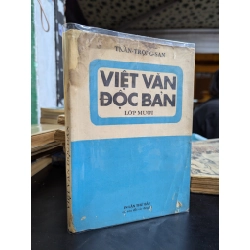 TRẦN TRỌNG SAN
VIỆT VĂN
ĐỘC BẢN
LỚP MƯỜI